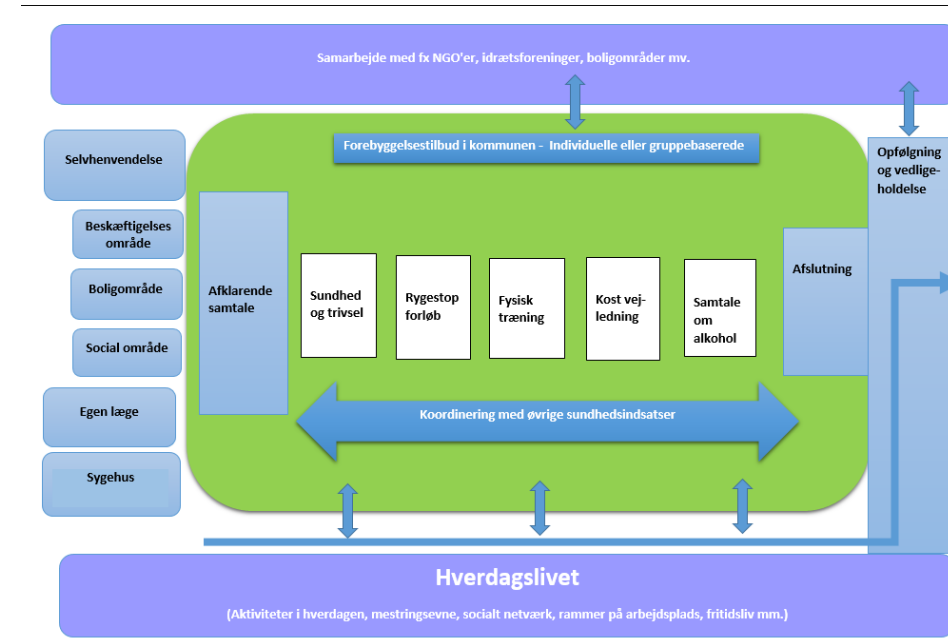 Samarbejde med fx NGO'er, idrætsforeninger, boligområder mv.
Selvhenvendelse
Beskæftigelses
område
Boligområde
Social område
Egen læge
Sygehus
Forebyggelsestilbud i kommunen - Individuelle eller gruppebaserede
Afklarende
samtale
Sundhed
og trivsel
Rygestop
forløb
Fysisk
træning
Kost vej-
ledning
Samtale
om
alkohol
Afslutning
Opfølgning
og vedlige-
holdelse
Koordinering med øvrige sundhedsindsatser
Hverdagslivet
(Aktiviteter i hverdagen, mestringsevne, socialt netværk, rammer på arbejdsplads, fritidsliv mm.)